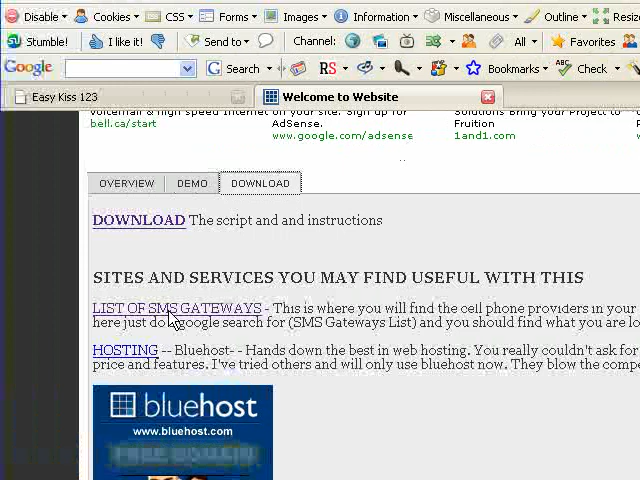 Disable Cookies CSS Forms Images Information Miscellaneous Outline Resiz
Stumble! I like it! Send to Channel: All Favorites
Google G Search RS Bookmarks ABC Check
Easy Kiss 123 Welcome to Website
Voicemail & high speed Internet on your site. Sign up for Solutions Bring your Project to
bell.ca/start AdSense. Fruition
www.google.com/adsense 1and1.com
OVERVIEW DEMO DOWNLOAD
DOWNLOAD The script and and instructions
SITES AND SERVICES YOU MAY FIND USEFUL WITH THIS
LIST OF SMS GATEWAYS - This is where you will find the cell phone providers in your
here just do google search for (SMS Gateways List) and you should find what you are lo
HOSTING -- Bluehost- - Hands down the best in web hosting. You really couldn't ask for
price and features. I've tried others and will only use bluehost now. They blow the compe
bluehost
www.bluehost.com